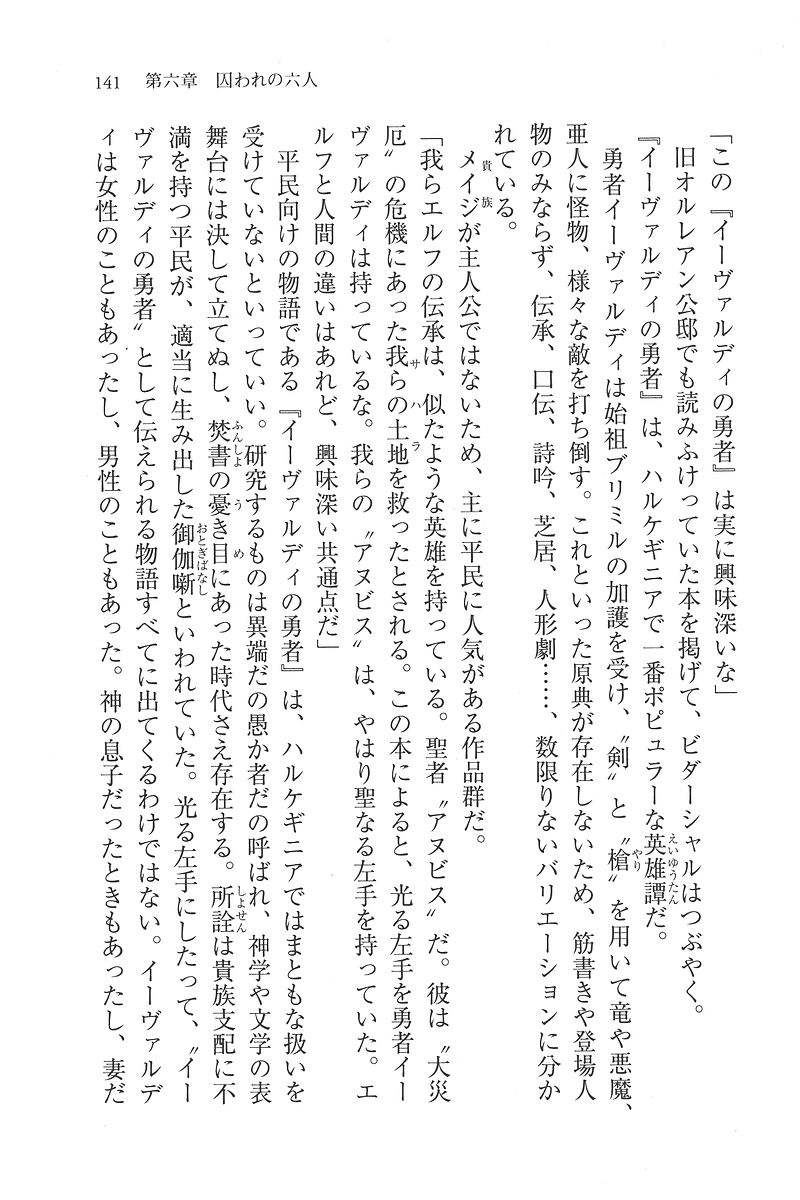 141　第六章　囚われの六人
「この『イーヴァルディの勇者』は実に興味深いな」
　旧オルレアン公邸でも読みふけっていた本を掲げて、ビダーシャルはつぶやく。
『イーヴァルディの勇者』は、ハルケギニアで一番ポピュラーな英雄譚だ。
えいゆうたん
　勇者イーヴァルディは始祖ブリミルの加護を受け、〝剣〟と〝槍〟を用いて竜や悪魔、
やり
亜人に怪物、様々な敵を打ち倒す。これといった原典が存在しないため、筋書きや登場人
物のみならず、伝承、口伝、詩吟、芝居、人形劇……、数限りないバリエーションに分か
れている。
　メイジが主人公ではないため、主に平民に人気がある作品群だ。
貴族
「我らエルフの伝承は、似たような英雄を持っている。聖者〝アヌビス〟だ。彼は〝大災
厄〟の危機にあった我らの土地を救ったとされる。この本によると、光る左手を勇者イー
サハラ
ヴァルディは持っているな。我らの〝アヌビス〟は、やはり聖なる左手を持っていた。エ
ルフと人間の違いはあれど、興味深い共通点だ」
　平民向けの物語である『イーヴァルディの勇者』は、ハルケギニアではまともな扱いを
受けていないといっていい。研究するものは異端だの愚か者だの呼ばれ、神学や文学の表
舞台には決して立てぬし、焚書の憂き目にあった時代さえ存在する。所詮は貴族支配に不
ふんしょ　う　め　しょせん
満を持つ平民が、適当に生み出した御伽噺といわれていた。光る左手にしたって、〝イー
おとぎばなし
ヴァルディの勇者〟として伝えられる物語すべてに出てくるわけではない。イーヴァルデ
ィは女性のこともあったし、男性のこともあった。神の息子だったときもあったし、妻だ